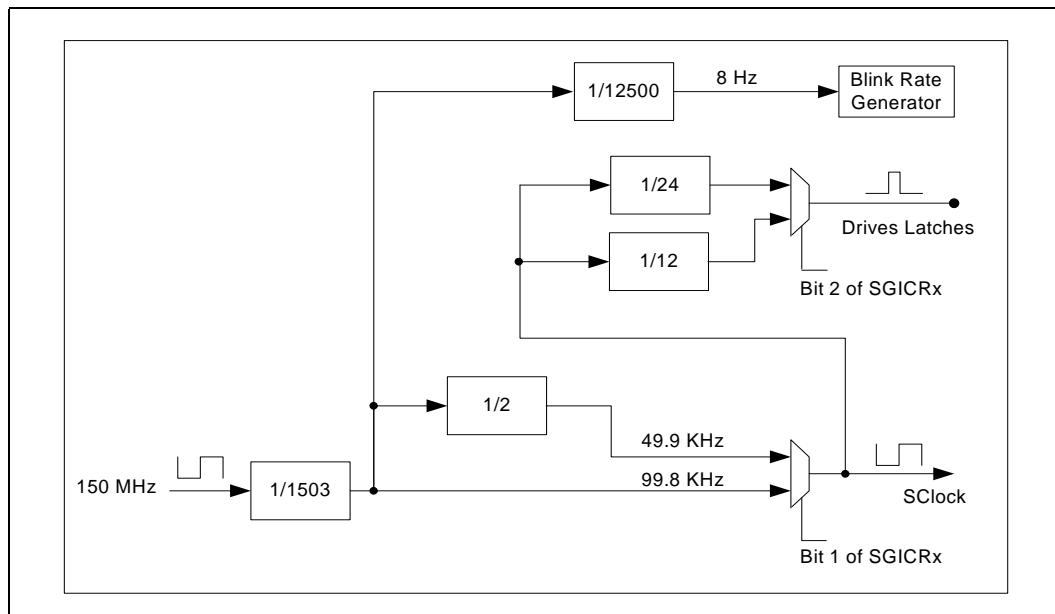 1/12500
8 Hz
Blink Rate
Generator
1/24
Drives Latches
1/12
Bit 2 of SGICRx
1/2
49.9 KHz
150 MHz
1/1503
99.8 KHz
SClock
Bit 1 of SGICRx